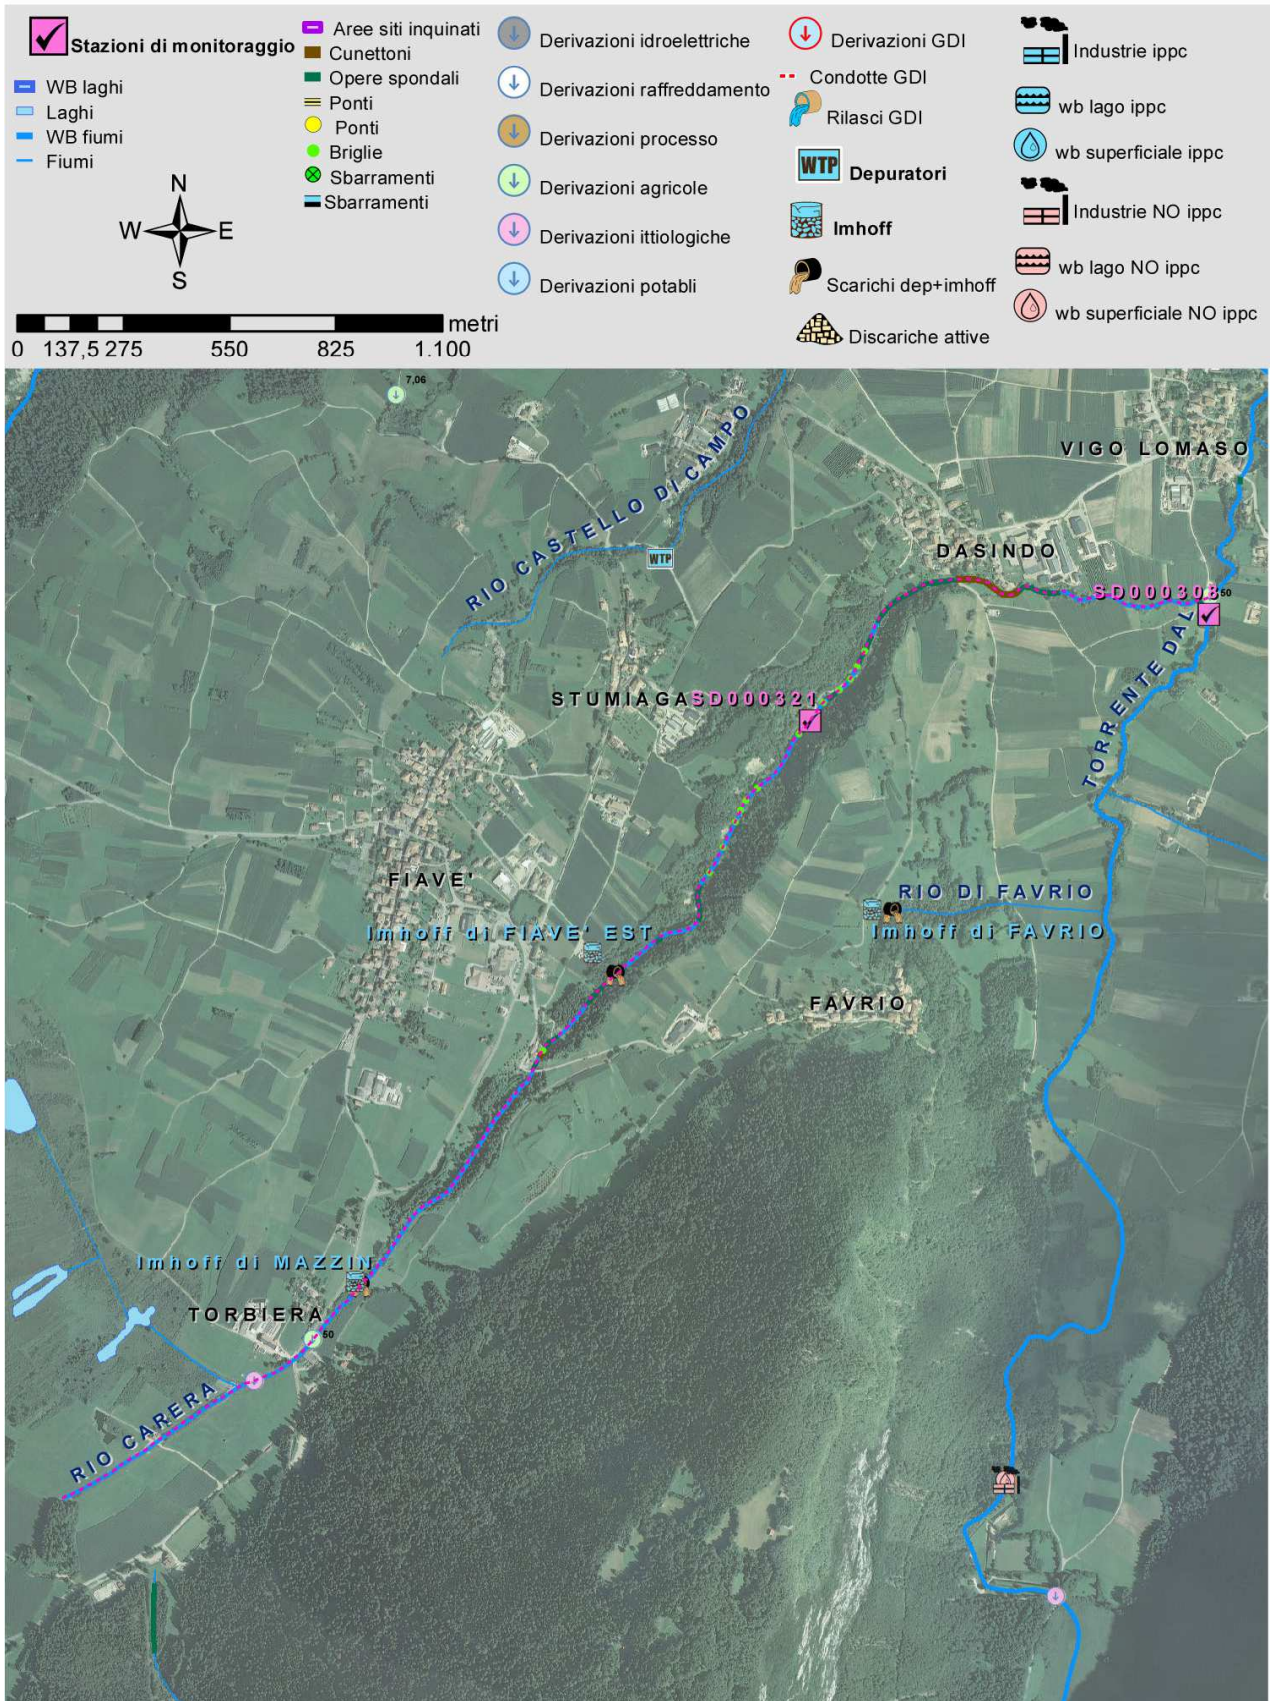 Stazioni di monitoraggio
WB laghi
Laghi
WB fiumi
Fiumi
N
W E
S
Aree siti inquinati
Cunettoni
Opere spondali
Ponti
Ponti
Briglie
Sbarramenti
Sbarramenti
Derivazioni idroelettriche
Derivazioni raffreddamento
Derivazioni processo
Derivazioni agricole
Derivazioni ittiologiche
Derivazioni potabli
Derivazioni GDI
Condotte GDI
Rilasci GDI
WTP Depuratori
Imhoff
Scarichi dep+imhoff
Discariche attive
Industrie ippc
wb lago ippc
wb superficiale ippc
Industrie NO ippc
wb lago NO ippc
wb superficiale NO ippc
metri
0 137,5 275 550 825 1.100
7,06
RIO CASTELLO DI CAMPO
VIGO LOMASO
WTP
DASINDO
SD000308
50
TORRENTE DAL
STUMIAGA
SD000321
FIAVE'
RIO DI FAVRIO
Imhoff di FIAVE' EST
Imhoff di FAVRIO
FAVRIO
Imhoff di MAZZIN
TORBIERA
50
RIO CARERA